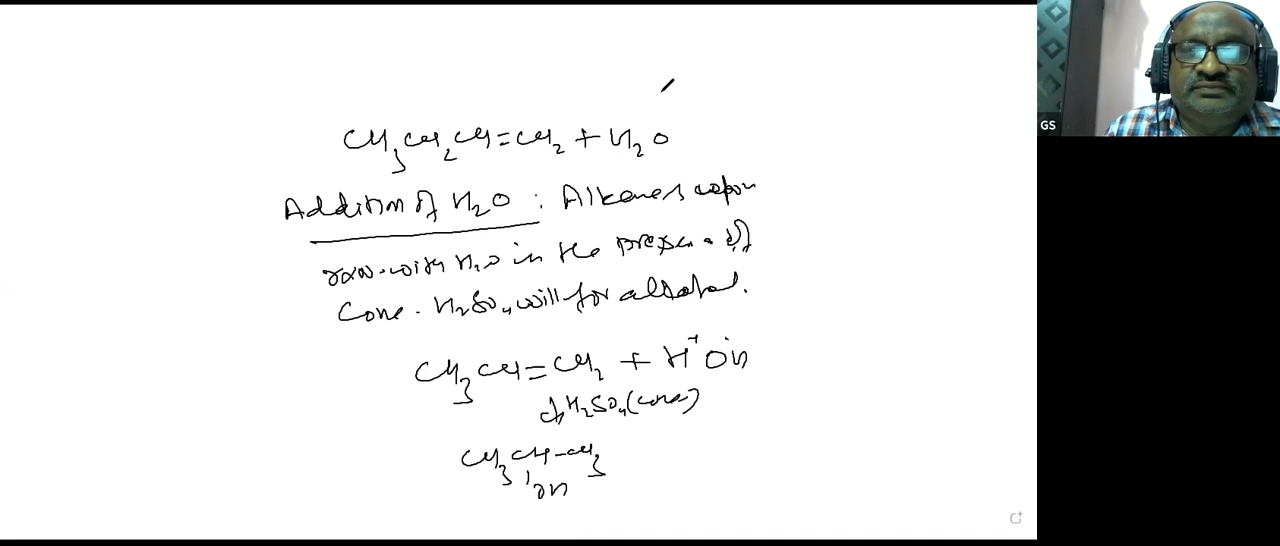 CH₃CH₂CH=CH₂ + H₂O
Addition of H₂O : Alkenes upon
rxn. with H₂O in the presence of
Conc. H₂SO₄ will for alcohol.
CH₃CH=CH₂ + H⁺OH
H₂SO₄(conc)
CH₃CH-CH₃
OH
GS